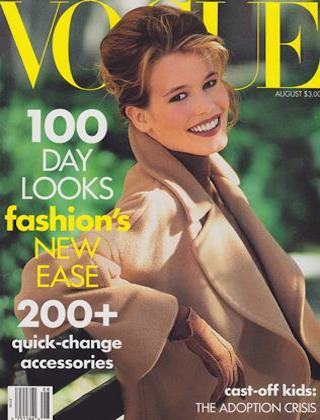 VOGUE
AUGUST $3.00
100
DAY
LOOKS
fashion's
NEW
EASE
200+
quick-change
accessories
cast-off kids:
THE ADOPTION CRISIS